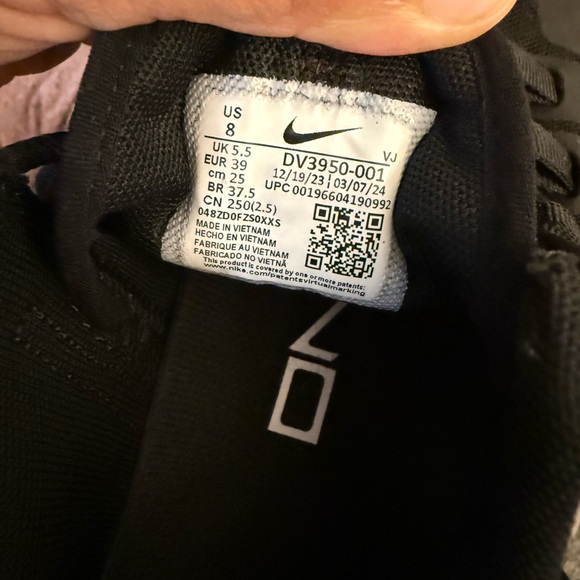 US
8
UK 5.5
EUR 39
cm 25
BR 37.5
CN 250(2.5)
048ZD0FZS0XXS
VJ
DV3950-001
12/19/23 | 03/07/24
UPC 00196604190992
MADE IN VIETNAM
HECHO EN VIETNAM
FABRIQUE AU VIETNAM
FABRICADO NO VIETNÃ
This product is covered by one or more patents:
www.nike.com/patentsvirtualmarking